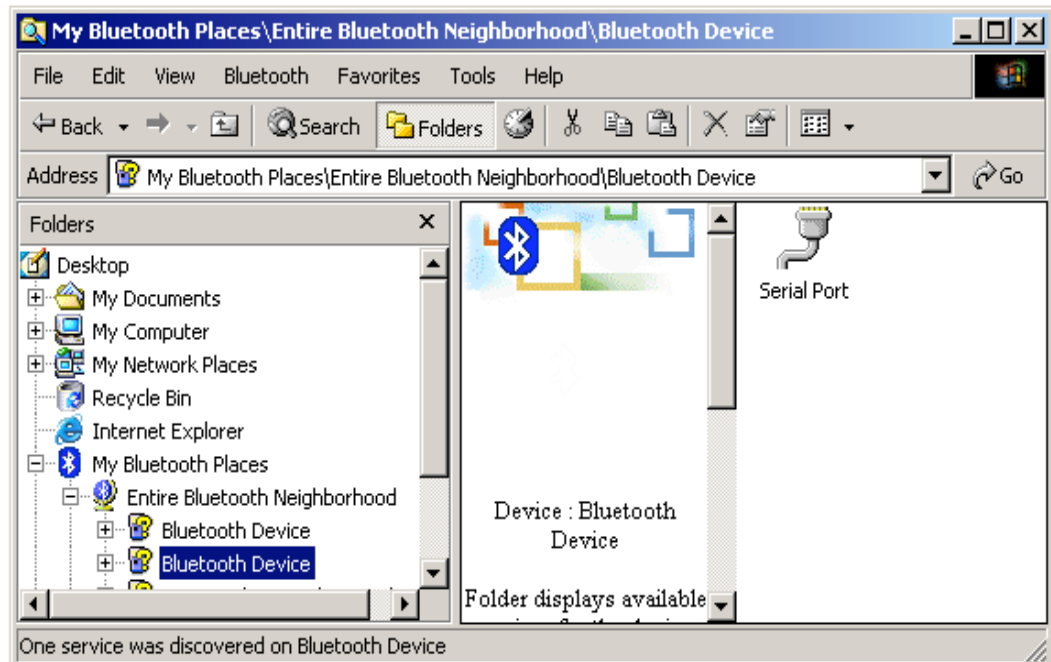 My Bluetooth Places\Entire Bluetooth Neighborhood\Bluetooth Device
File Edit View Bluetooth Favorites Tools Help
Back Search Folders
Address My Bluetooth Places\Entire Bluetooth Neighborhood\Bluetooth Device Go
Folders
Desktop
My Documents
My Computer
My Network Places
Recycle Bin
Internet Explorer
My Bluetooth Places
Entire Bluetooth Neighborhood
Bluetooth Device
Bluetooth Device
Device : Bluetooth
Device
Folder displays available
Serial Port
One service was discovered on Bluetooth Device